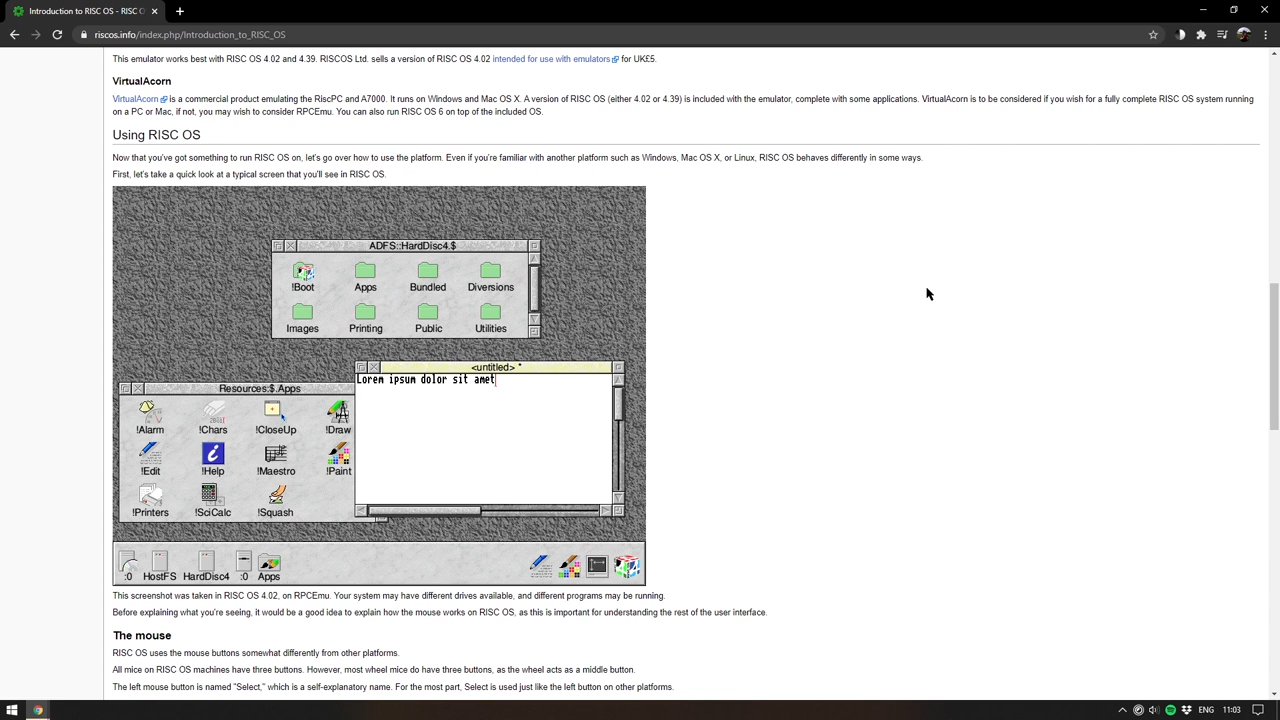 Introduction to RISC OS - RISC O
riscos.info/index.php/Introduction_to_RISC_OS
This emulator works best with RISC OS 4.02 and 4.39. RISCOS Ltd. sells a version of RISC OS 4.02 intended for use with emulators for UK£5.
VirtualAcorn
VirtualAcorn is a commercial product emulating the RiscPC and A7000. It runs on Windows and Mac OS X. A version of RISC OS (either 4.02 or 4.39) is included with the emulator, complete with some applications. VirtualAcorn is to be considered if you wish for a fully complete RISC OS system running
on a PC or Mac, if not, you may wish to consider RPCEmu. You can also run RISC OS 6 on top of the included OS.
Using RISC OS
Now that you've got something to run RISC OS on, let's go over how to use the platform. Even if you're familiar with another platform such as Windows, Mac OS X, or Linux, RISC OS behaves differently in some ways.
First, let's take a quick look at a typical screen that you'll see in RISC OS.
ADFS::HardDisc4.$
!Boot Apps Bundled Diversions
Images Printing Public Utilities
<untitled> *
Lorem ipsum dolor sit amet
Resources:$.Apps
!Alarm !Chars !CloseUp !Draw
!Edit !Help !Maestro !Paint
!Printers !SciCalc !Squash
:0 HostFS HardDisc4 :0 Apps
This screenshot was taken in RISC OS 4.02, on RPCEmu. Your system may have different drives available, and different programs may be running.
Before explaining what you're seeing, it would be a good idea to explain how the mouse works on RISC OS, as this is important for understanding the rest of the user interface.
The mouse
RISC OS uses the mouse buttons somewhat differently from other platforms.
All mice on RISC OS machines have three buttons. However, most wheel mice do have three buttons, as the wheel acts as a middle button.
The left mouse button is named "Select," which is a self-explanatory name. For the most part, Select is used just like the left button on other platforms.
ENG 11:03